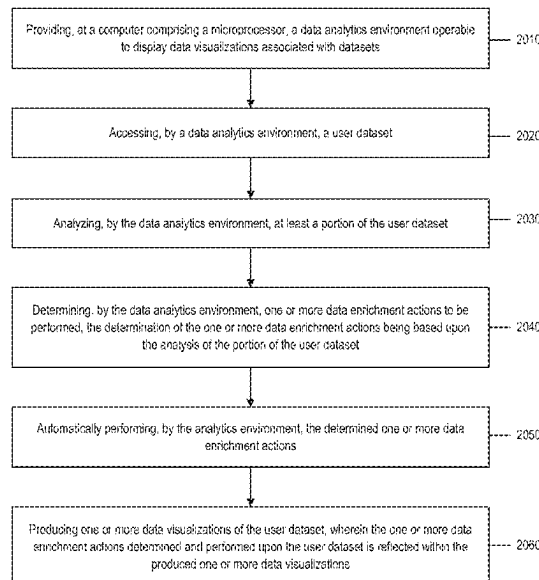 Providing, at a computer comprising a microprocessor, a data analytics environment operable
to display data visualizations associated with datasets
2010
Accessing, by a data analytics environment, a user dataset
2020
Analyzing, by the data analytics environment, at least a portion of the user dataset
2030
Determining, by the data analytics environment, one or more data enrichment actions to be
performed, the determination of the one or more data enrichment actions being based upon
the analysis of the portion of the user dataset
2040
Automatically performing, by the analytics environment, the determined one or more data
enrichment actions
2050
Producing one or more data visualizations of the user dataset, wherein the one or more data
enrichment actions determined and performed upon the user dataset is reflected within the
produced one or more data visualizations
2060